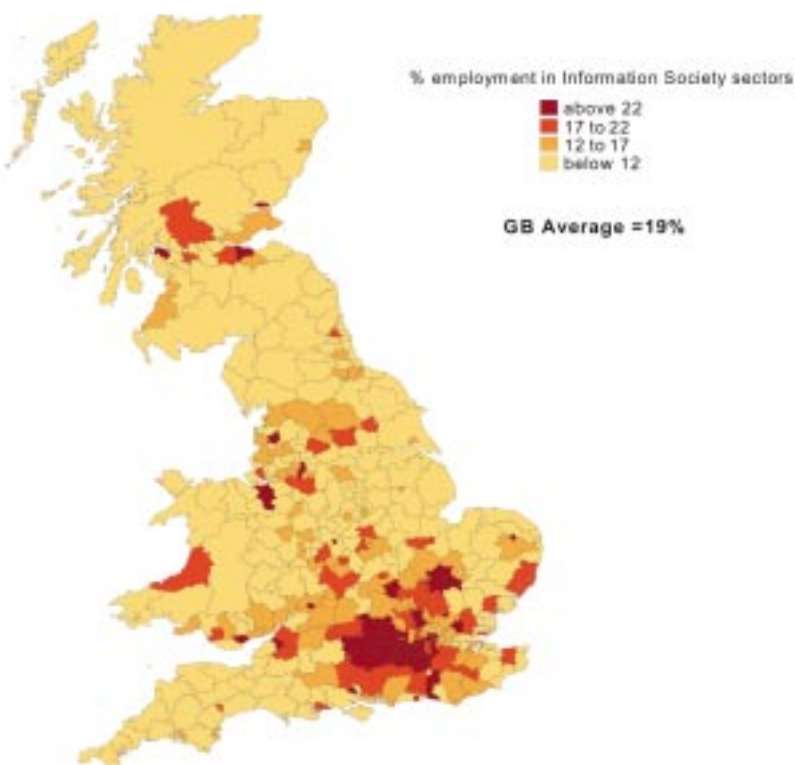 % employment in Information Society sectors
above 22
17 to 22
12 to 17
below 12
GB Average =19%